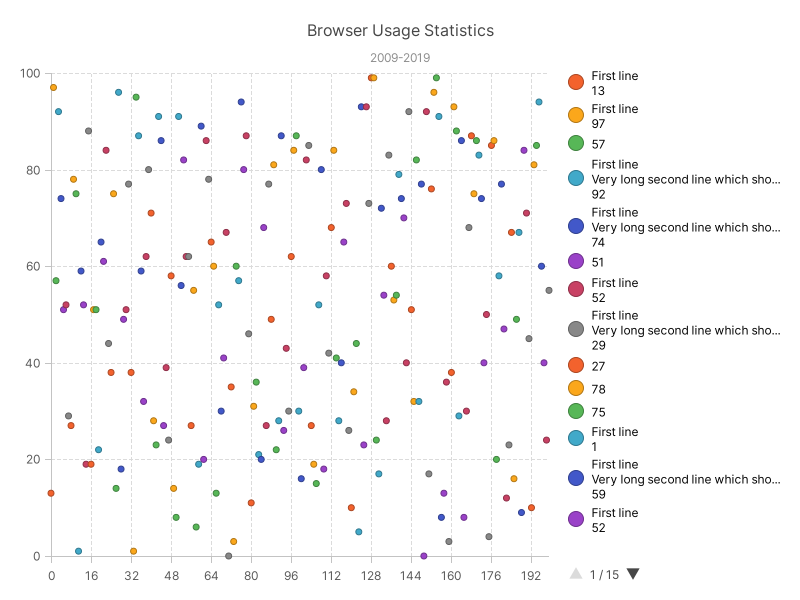 Browser Usage Statistics
2009-2019
100
80
60
40
20
0
0 16 32 48 64 80 96 112 128 144 160 176 192
First line
13
First line
97
57
First line
Very long second line which sho...
92
First line
Very long second line which sho...
74
51
First line
52
First line
Very long second line which sho...
29
27
78
75
First line
1
First line
Very long second line which sho...
59
First line
52
1 / 15